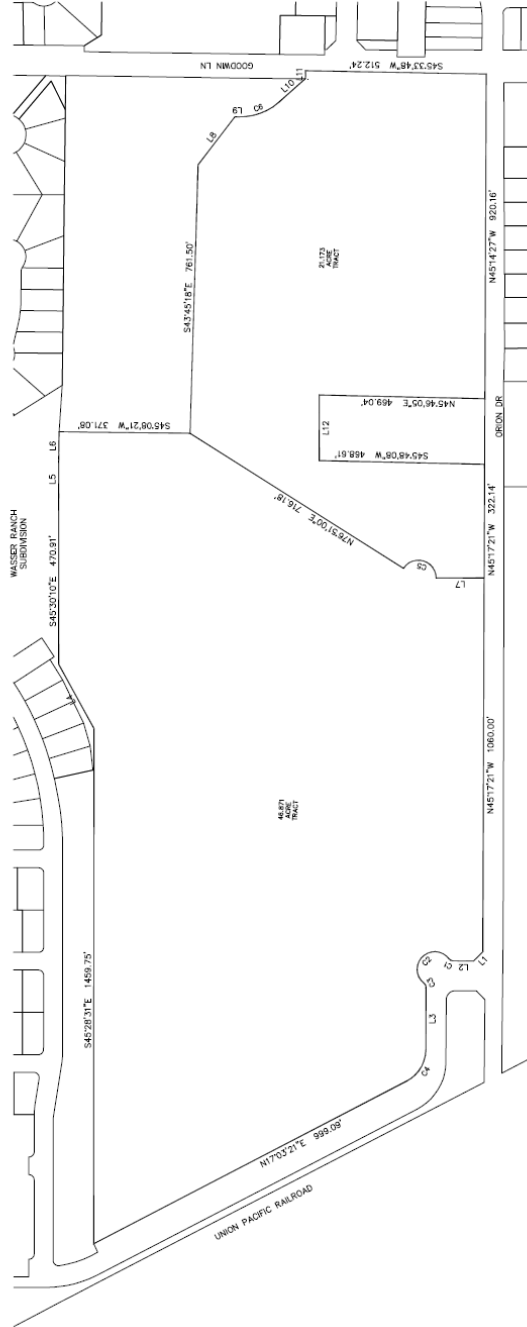 GOODWIN LN
S45°33'48"W 512.24'
L11
L10
C6
L9
L8
S43°45'18"E 761.50'
21.173
ACRE
TRACT
N45°14'27"W 920.16'
N45°46'05"E 469.04'
L12
S45°48'08"W 468.61'
ORION DR
S45°08'21"W 371.08'
L6
L5
WASSER RANCH
SUBDIVISION
S45°30'10"E 470.91'
N76°51'00"E 716.18'
C5
L7
N45°17'21"W 322.14'
46.871
ACRE
TRACT
N45°17'21"W 1060.00'
S45°28'31"E 1459.75'
L1
L2
C1
C2
C3
L3
C4
N17°03'21"E 999.09'
UNION PACIFIC RAILROAD